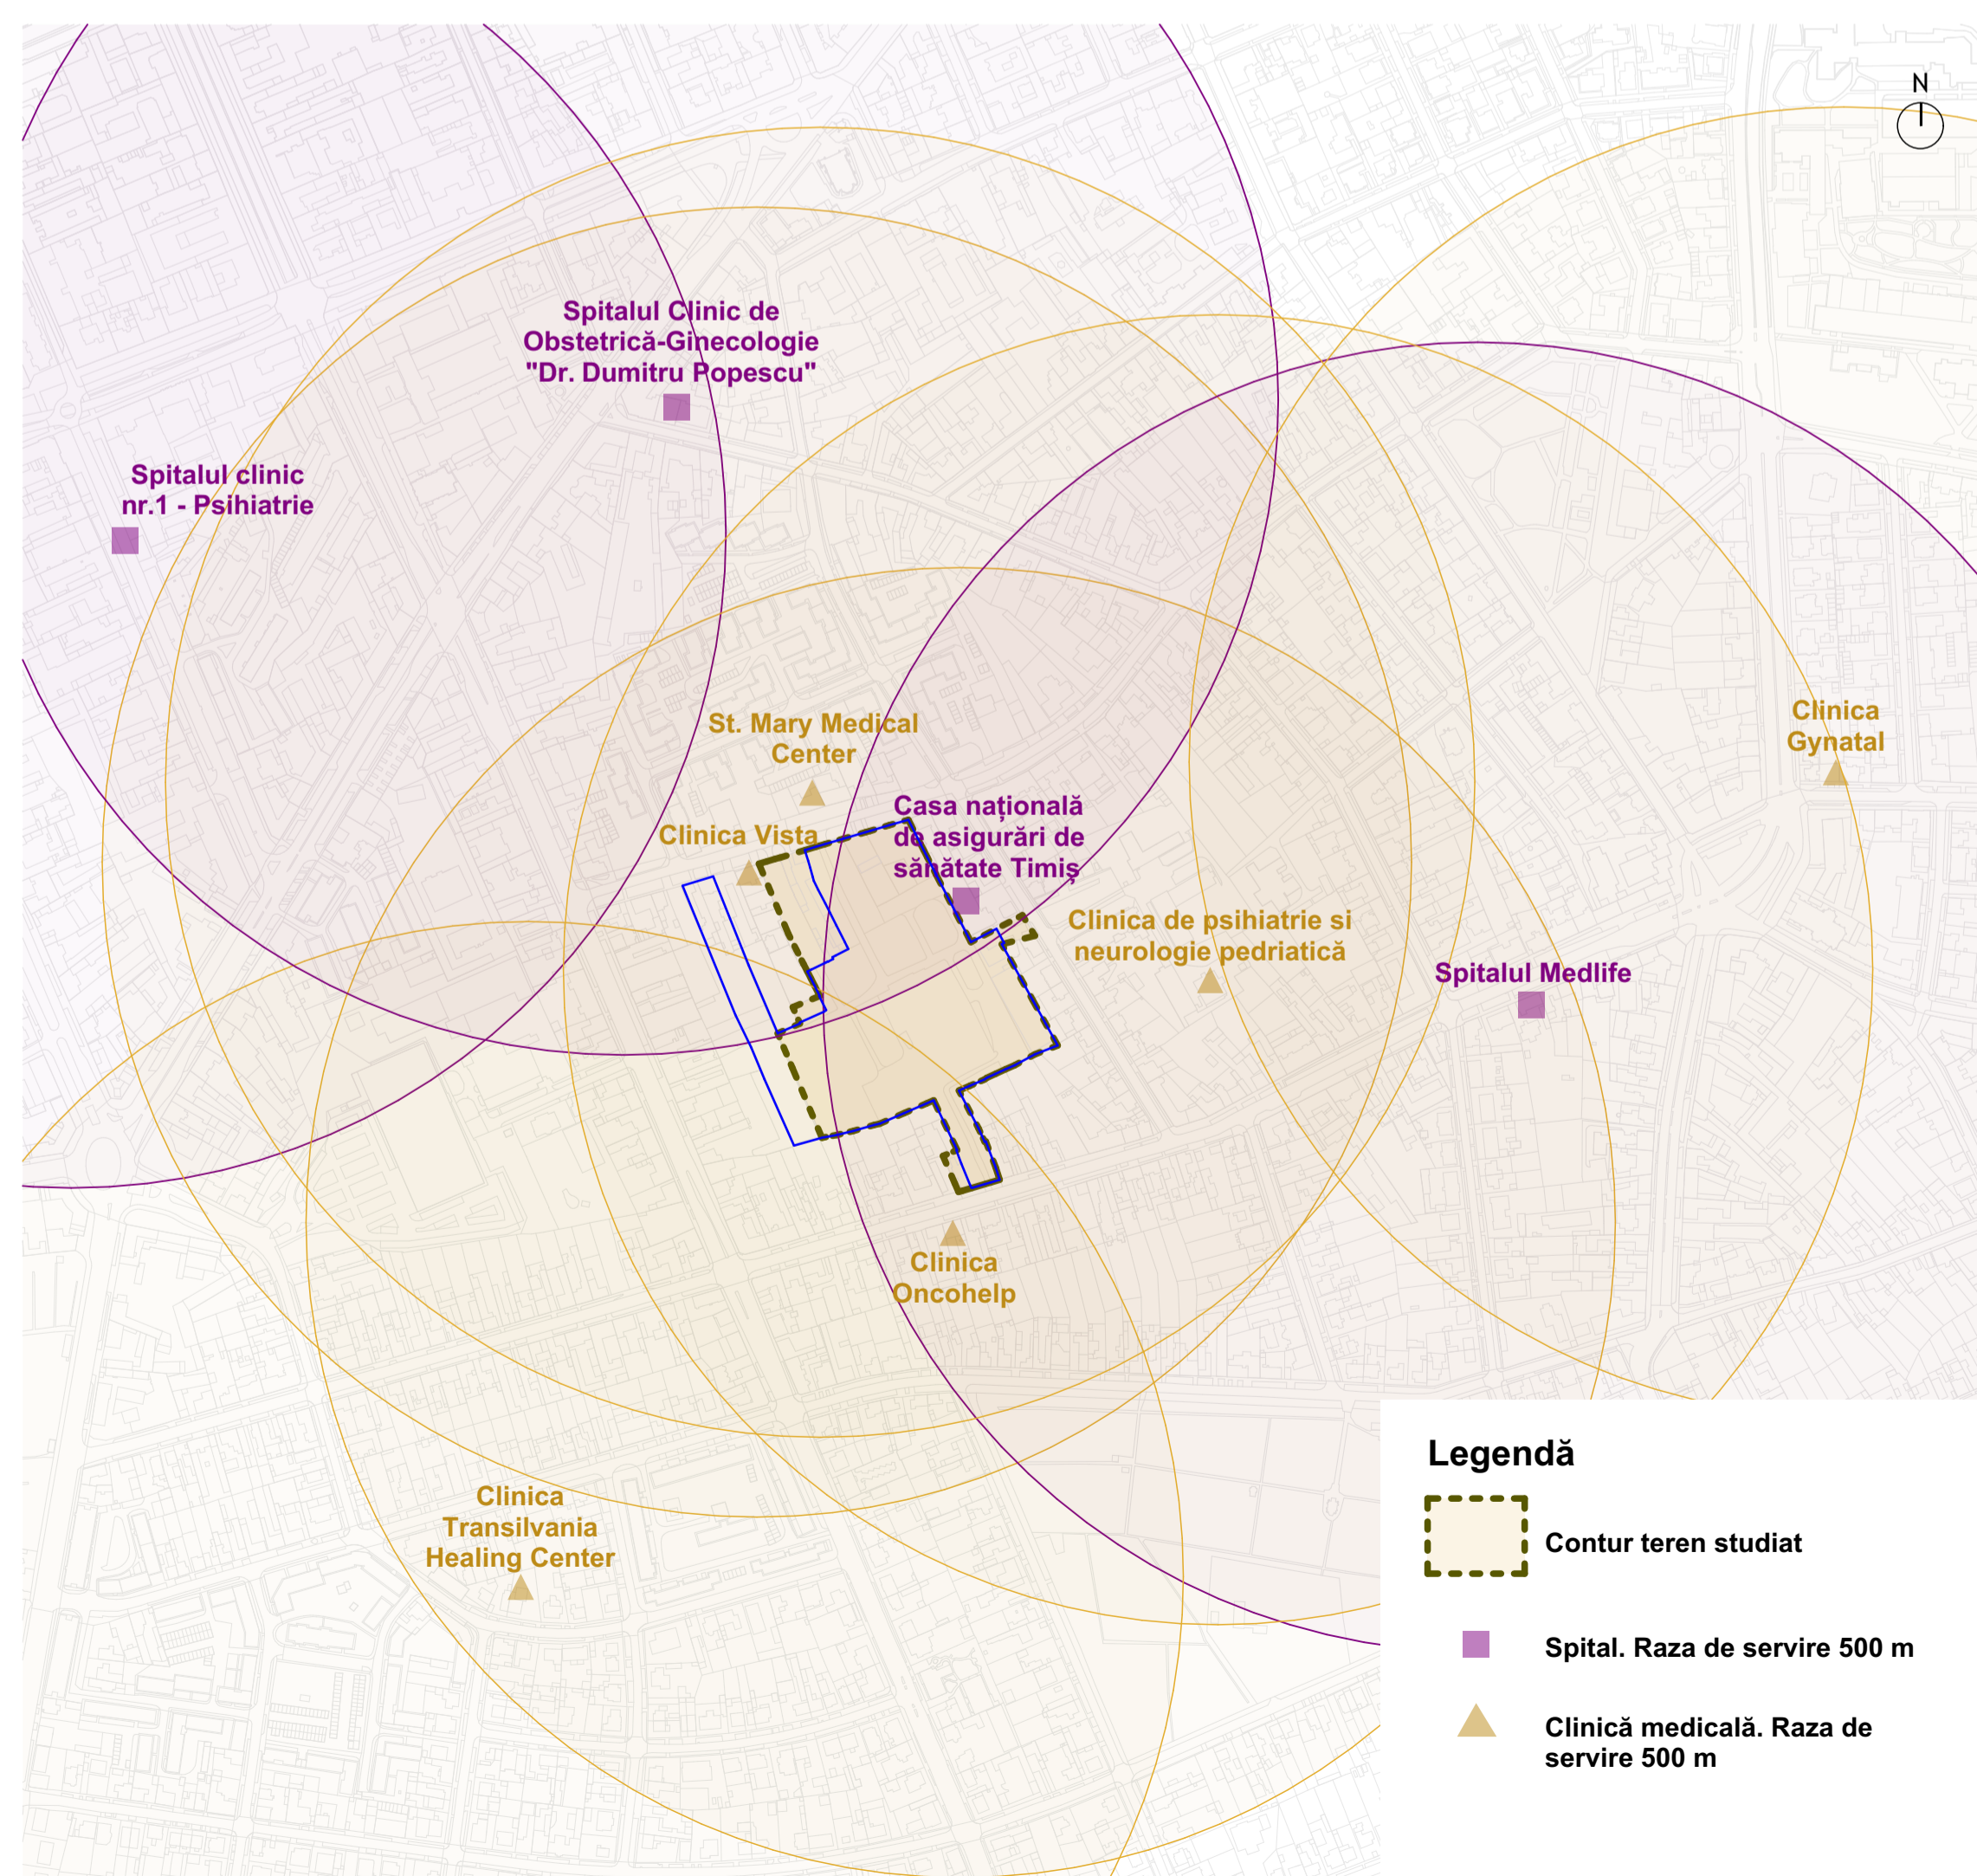 N
Spitalul Clinic de
Obstetrică-Ginecologie
"Dr. Dumitru Popescu"
Spitalul clinic
nr.1 - Psihiatrie
St. Mary Medical
Center
Clinica
Gynatal
Clinica Vista
Casa națională
de asigurări de
sănătate Timiş
Clinica de psihiatrie si
neurologie pedriatică
Spitalul Medlife
Clinica
Oncohelp
Clinica
Transilvania
Healing Center
Legendă
Contur teren studiat
Spital. Raza de servire 500 m
Clinică medicală. Raza de
servire 500 m